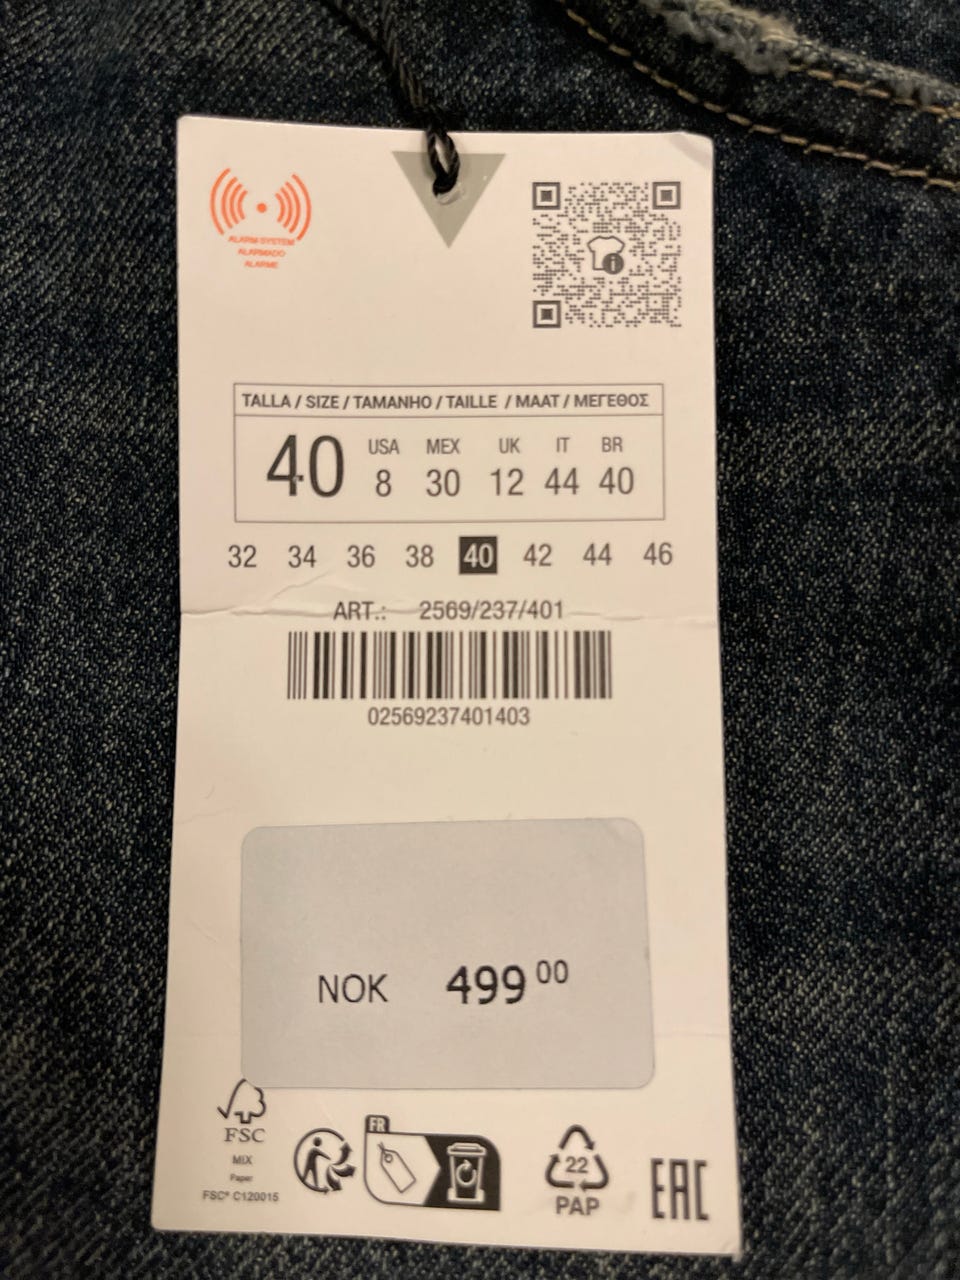 ALARM SYSTEM
ALARMADO
ALARME
TALLA / SIZE / TAMANHO / TAILLE / MAAT / ΜΕΓΕΘΟΣ
40 USA MEX UK IT BR
8 30 12 44 40
32 34 36 38 40 42 44 46
ART.: 2569/237/401
02569237401403
NOK 499 00
FSC
MIX
Paper
FSC® C120015
FR
22
PAP
EAC